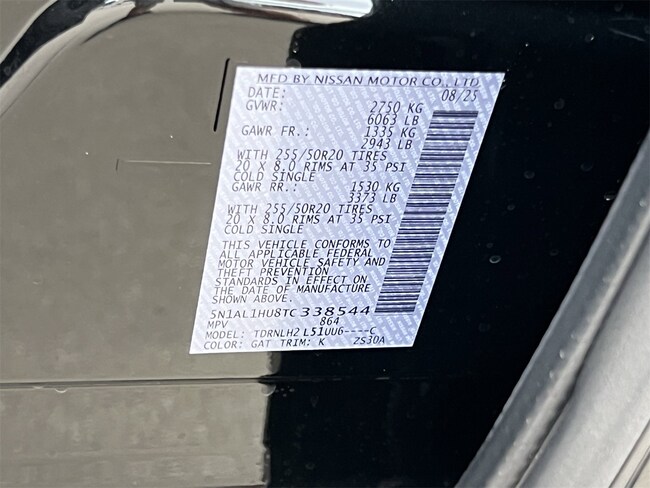 MFD BY NISSAN MOTOR CO., LTD.
DATE: 08/25
GVWR: 2750 KG
6063 LB
GAWR FR.: 1335 KG
2943 LB
WITH 255/50R20 TIRES
20 X 8.0 RIMS AT 35 PSI
COLD SINGLE
GAWR RR.: 1530 KG
3373 LB
WITH 255/50R20 TIRES
20 X 8.0 RIMS AT 35 PSI
COLD SINGLE
THIS VEHICLE CONFORMS TO
ALL APPLICABLE FEDERAL
MOTOR VEHICLE SAFETY AND
THEFT PREVENTION
STANDARDS IN EFFECT ON
THE DATE OF MANUFACTURE
SHOWN ABOVE.
5N1AL1HU8TC338544
MPV 864
MODEL: TDRNLH2 LS1UU6----C
COLOR: GAT TRIM: K ZS30A